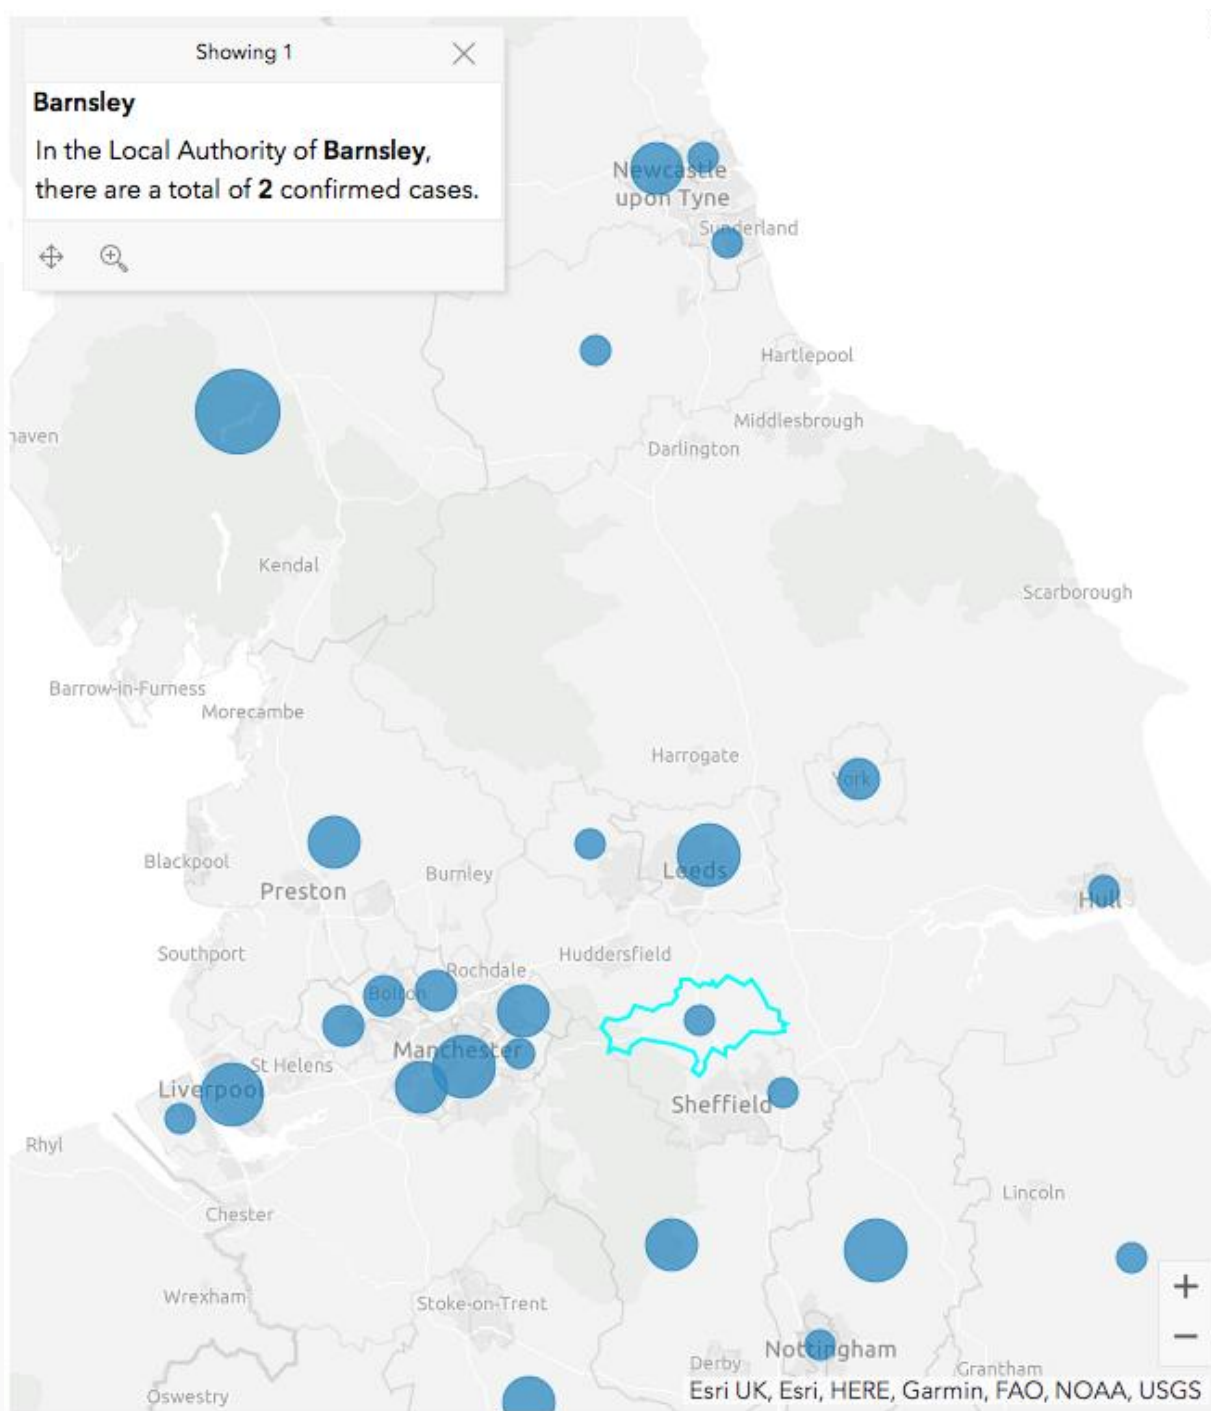 Showing 1
Barnsley
In the Local Authority of Barnsley,
there are a total of 2 confirmed cases.
Newcastle
upon Tyne
Sunderland
Hartlepool
Middlesbrough
haven
Darlington
Kendal
Scarborough
Barrow-in-Furness
Morecambe
Harrogate
York
Blackpool
Burnley
Leeds
Preston
Hull
Southport
Huddersfield
Rochdale
Bolton
Manchester
St Helens
Liverpool
Sheffield
Rhyl
Lincoln
Chester
Wrexham
Stoke-on-Trent
Nottingham
Derby
Grantham
Oswestry
Esri UK, Esri, HERE, Garmin, FAO, NOAA, USGS